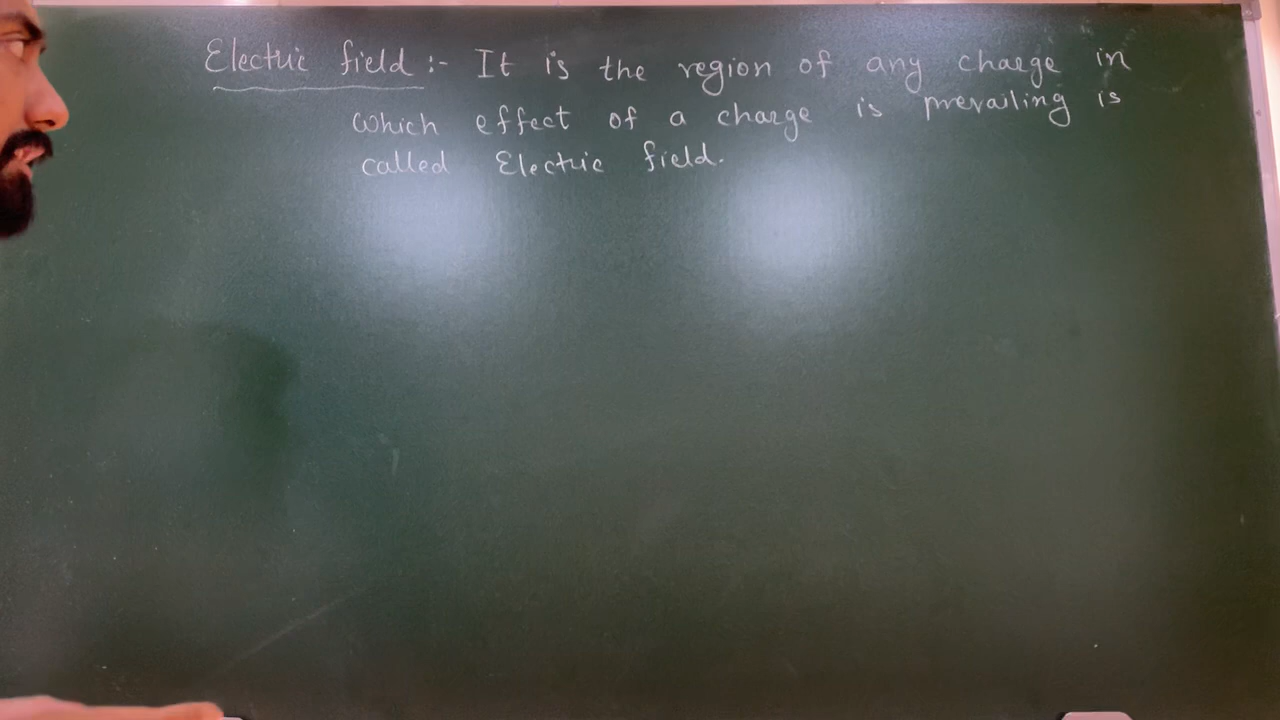 Electric field :- It is the region of any charge in
which effect of a charge is prevailing is
called Electric field.